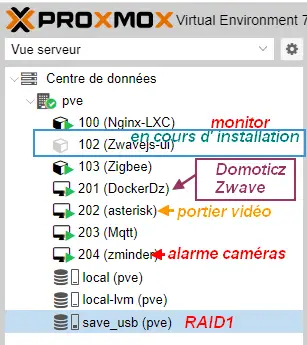 PROXMOX Virtual Environment 7
Vue serveur
Centre de données
pve
100 (Nginx-LXC) monitor
en cours d' installation
102 (Zwavejs-ui)
103 (Zigbee)
Domoticz
201 (DockerDz)
Zwave
202 (asterisk) portier vidéo
203 (Mqtt)
204 (zminder) alarme caméras
local (pve)
local-lvm (pve)
save_usb (pve) RAID1